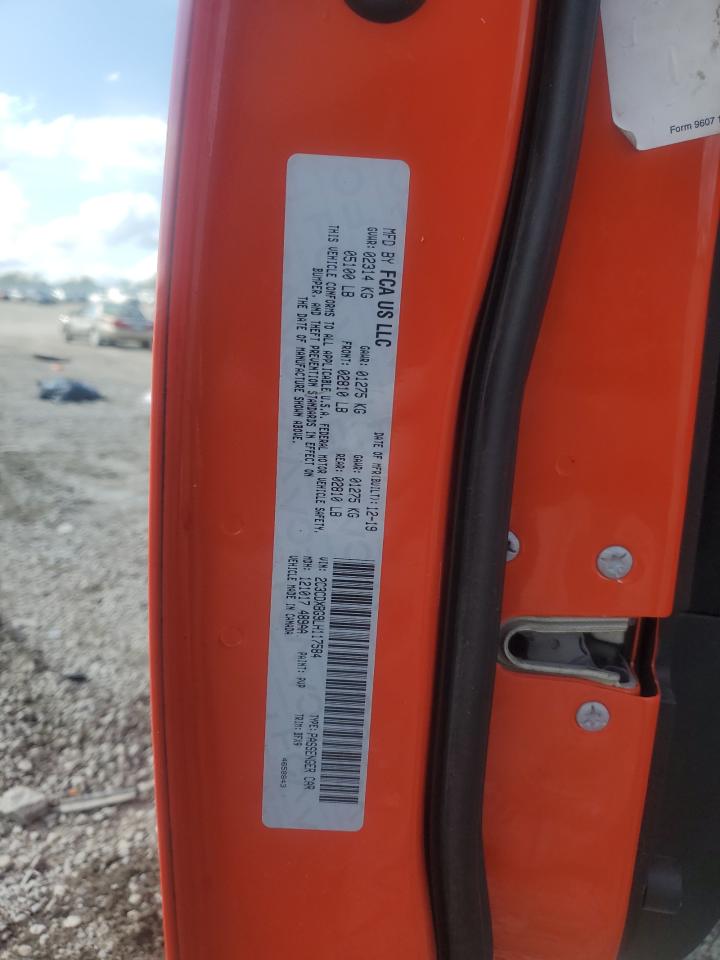 MFD BY FCA US LLC
DATE OF MFR(BUILT): 12-19
GVWR: 02314 KG
GAWR: 01275 KG
GAWR: 01275 KG
05100 LB
FRONT: 02810 LB
REAR: 02810 LB
THIS VEHICLE CONFORMS TO ALL APPLICABLE U.S.A. FEDERAL MOTOR VEHICLE SAFETY,
BUMPER, AND THEFT PREVENTION STANDARDS IN EFFECT ON
THE DATE OF MANUFACTURE SHOWN ABOVE.
VIN: 2C3CDXBG9LH117584
TYPE: PASSENGER CAR
MDH: 121017 489AA
PAINT: PVP
TRIM: BFX9
VEHICLE MADE IN CANADA
4658843
Form 9607